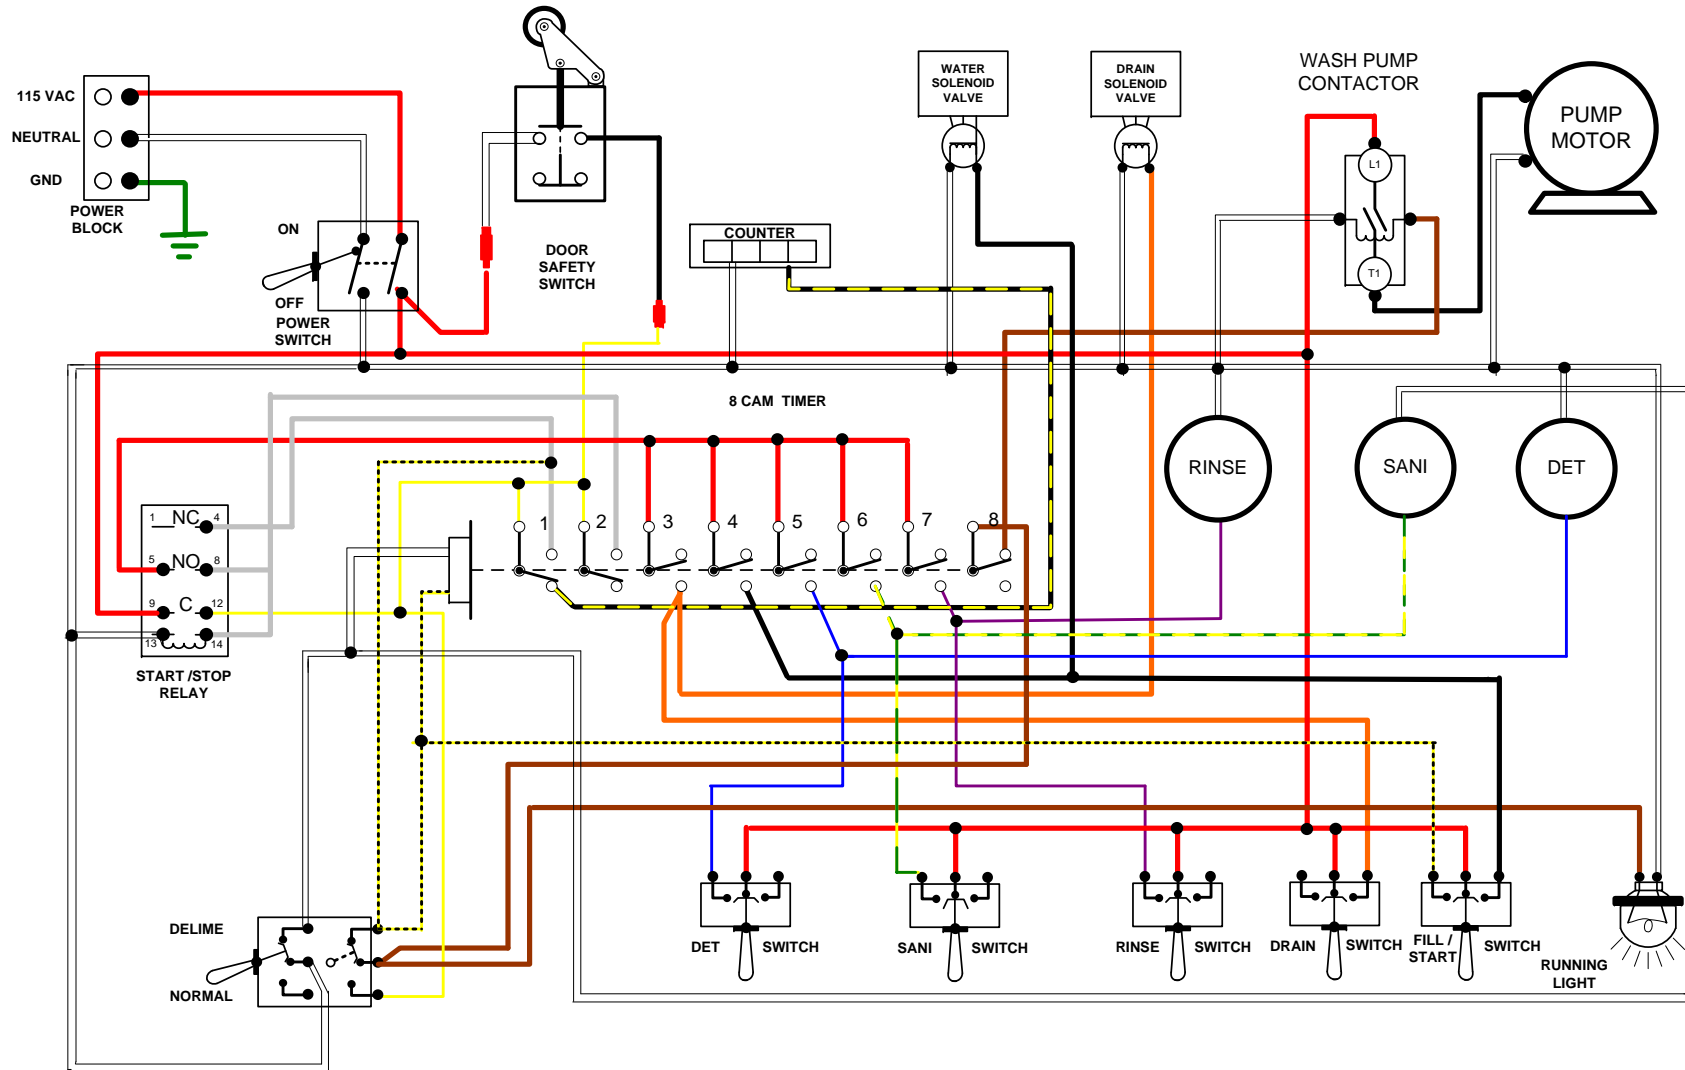 115 VAC
NEUTRAL
GND
POWER
BLOCK
ON
OFF
POWER
SWITCH
DOOR
SAFETY
SWITCH
COUNTER
WATER
SOLENOID
VALVE
DRAIN
SOLENOID
VALVE
WASH PUMP
CONTACTOR
L1
T1
PUMP
MOTOR
8 CAM TIMER
RINSE
SANI
DET
1 2 3 4 5 6 7 8
1 NC 4
5 NO 8
9 C 12
13 14
START /STOP
RELAY
DELIME
NORMAL
DET SWITCH
SANI SWITCH
RINSE SWITCH
DRAIN SWITCH
FILL /
START
SWITCH
RUNNING
LIGHT